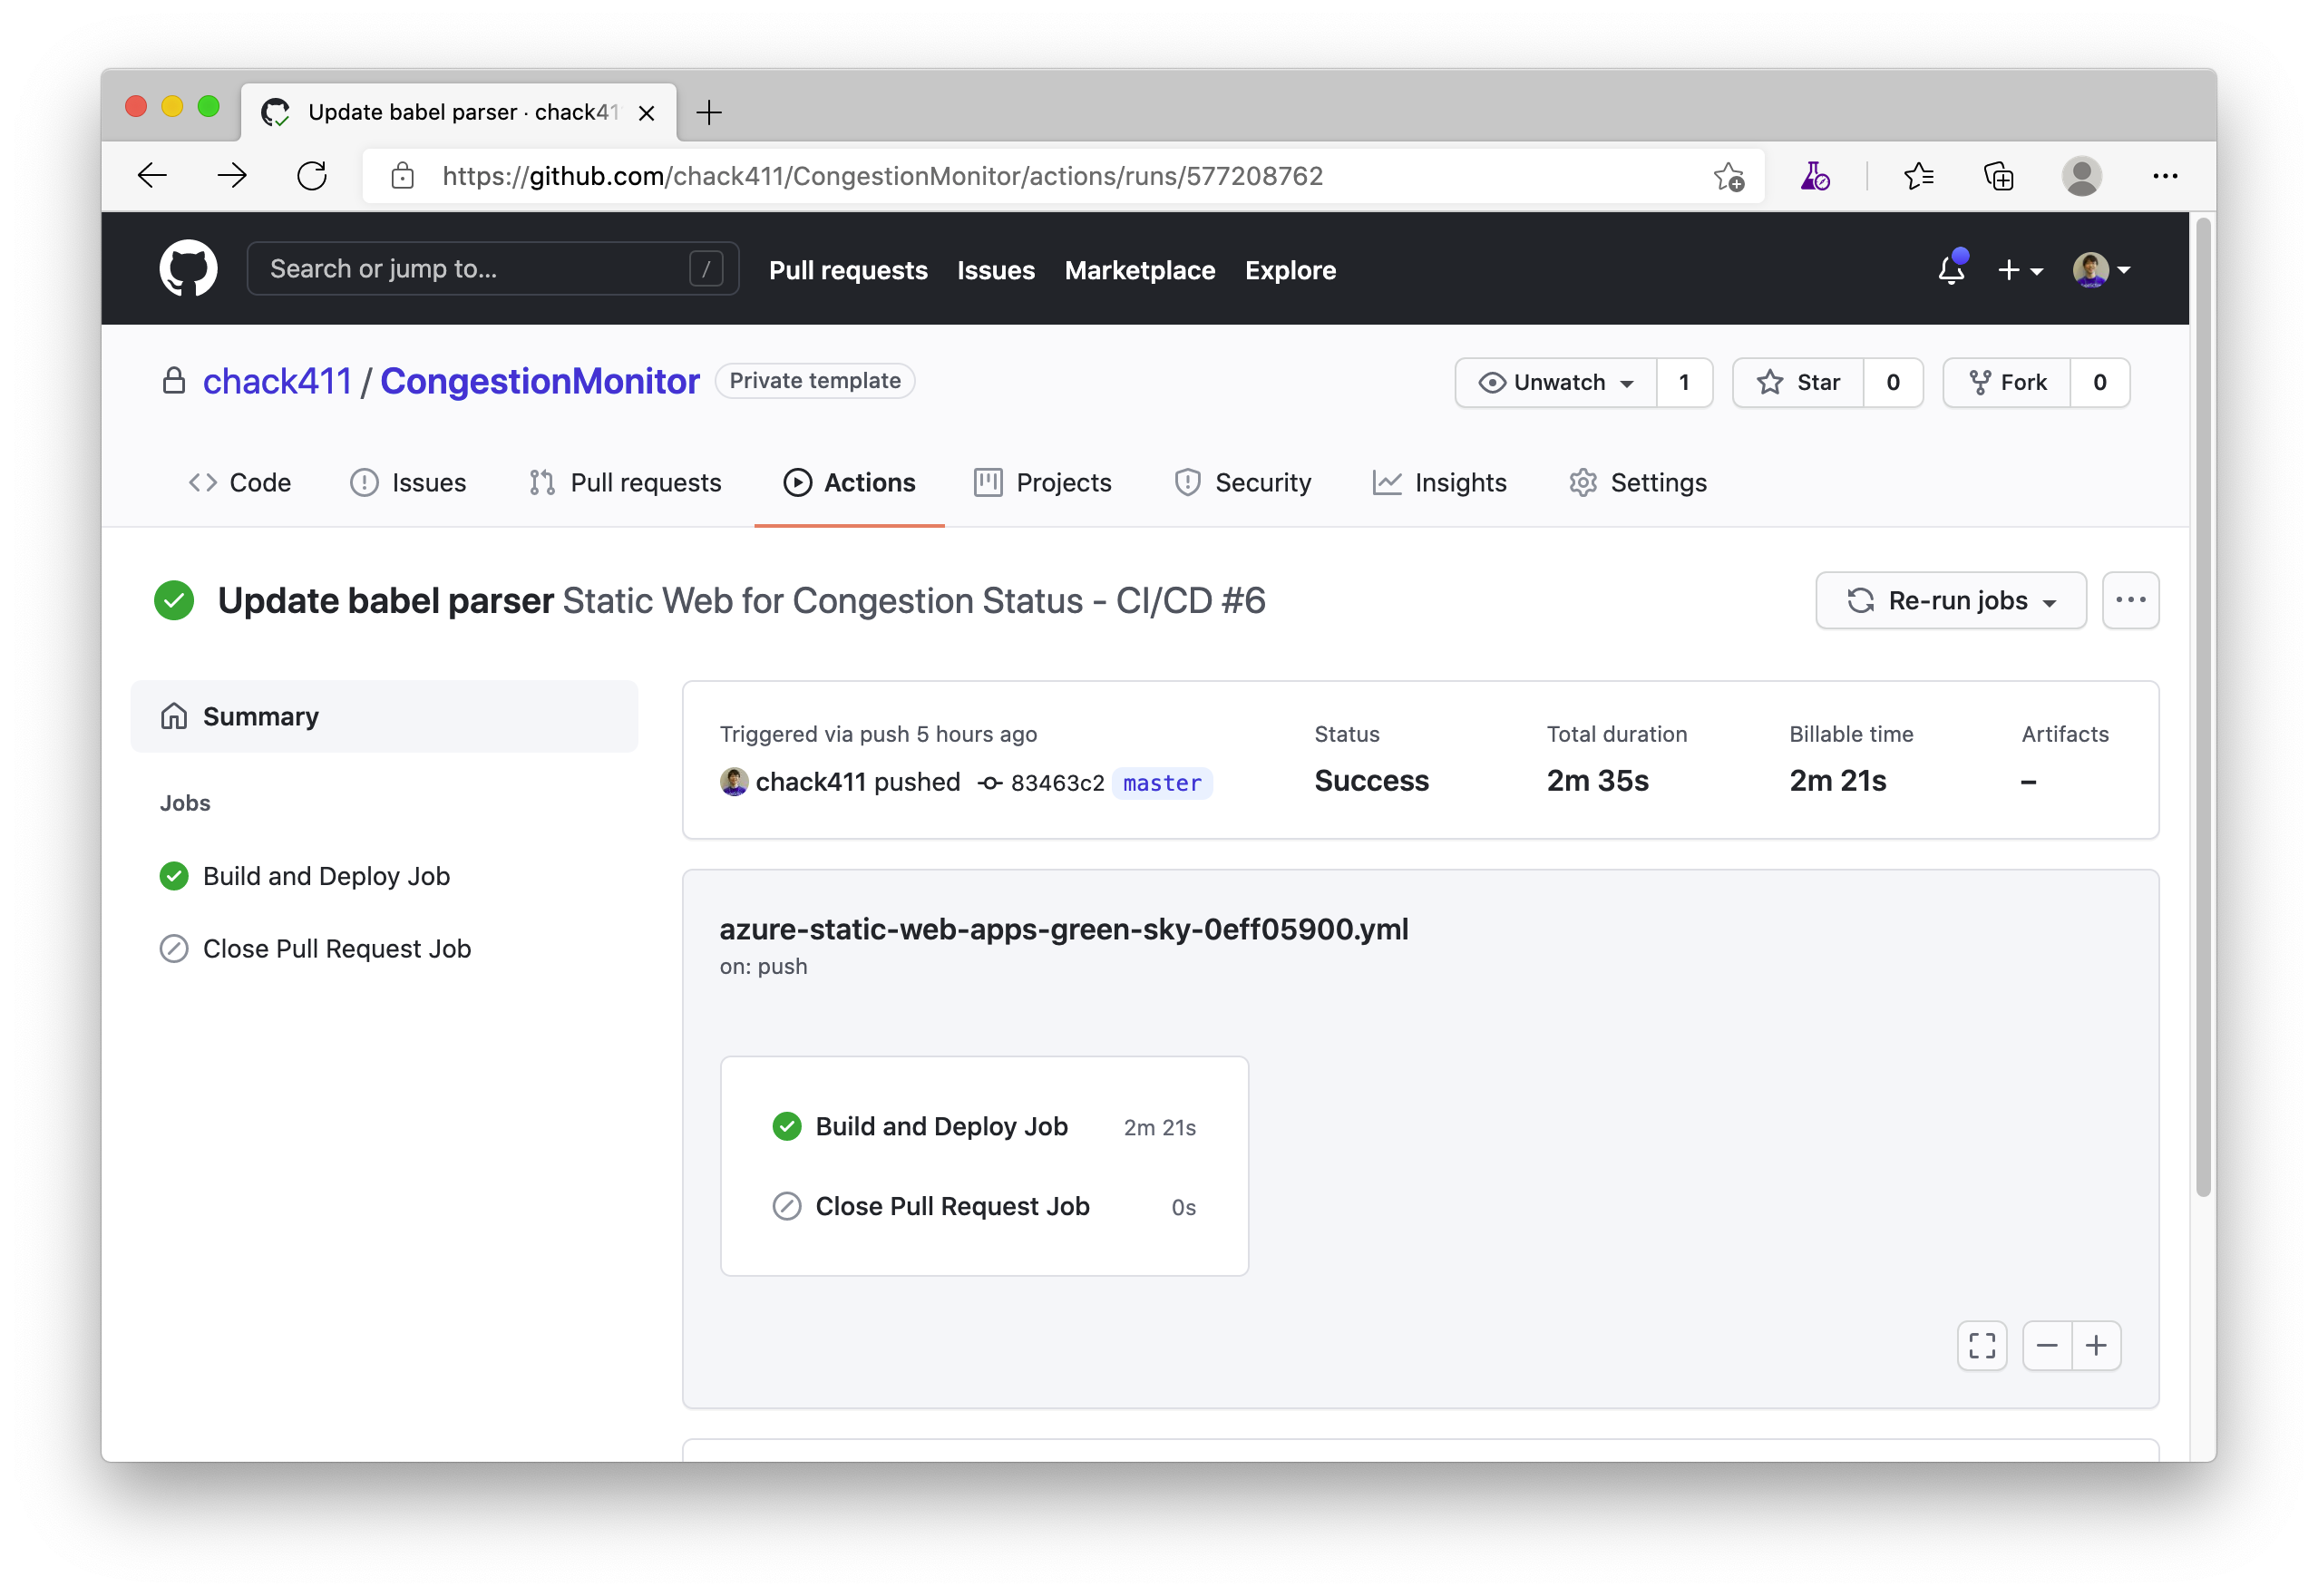 Update babel parser · chack41
https://github.com/chack411/CongestionMonitor/actions/runs/577208762
Search or jump to... / Pull requests Issues Marketplace Explore
chack411 / CongestionMonitor Private template Unwatch 1 Star 0 Fork 0
Code Issues Pull requests Actions Projects Security Insights Settings
Update babel parser Static Web for Congestion Status - CI/CD #6 Re-run jobs
Summary
Jobs
Build and Deploy Job
Close Pull Request Job
Triggered via push 5 hours ago Status Total duration Billable time Artifacts
chack411 pushed 83463c2 master Success 2m 35s 2m 21s –
azure-static-web-apps-green-sky-0eff05900.yml
on: push
Build and Deploy Job 2m 21s
Close Pull Request Job 0s